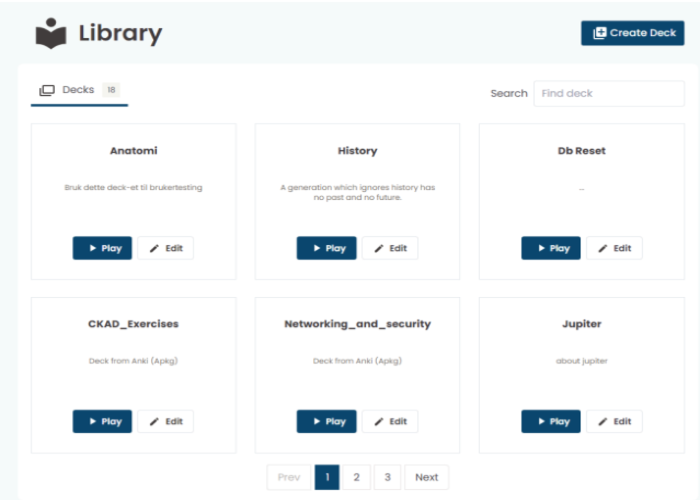 Library
Create Deck
Decks 18
Search Find deck
Anatomi
Bruk dette deck-et til brukertesting
Play Edit
History
A generation which ignores history has
no past and no future.
Play Edit
Db Reset
...
Play Edit
CKAD_Exercises
Deck from Anki (Apkg)
Play Edit
Networking_and_security
Deck from Anki (Apkg)
Play Edit
Jupiter
about jupiter
Play Edit
Prev 1 2 3 Next